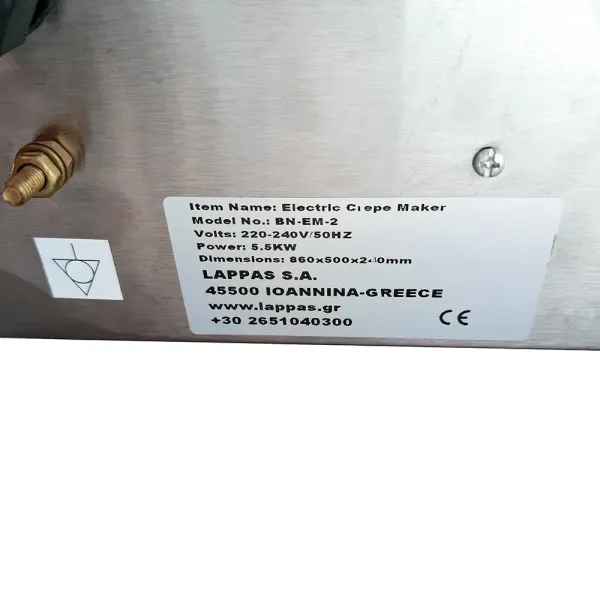 Item Name: Electric Crepe Maker
Model No.: BN-EM-2
Volts: 220-240V/50HZ
Power: 5.5KW
Dimensions:
LAPPAS S.A.
45500 IOANNINA-GREECE
www.lappas.gr
+30 2651040300
CE